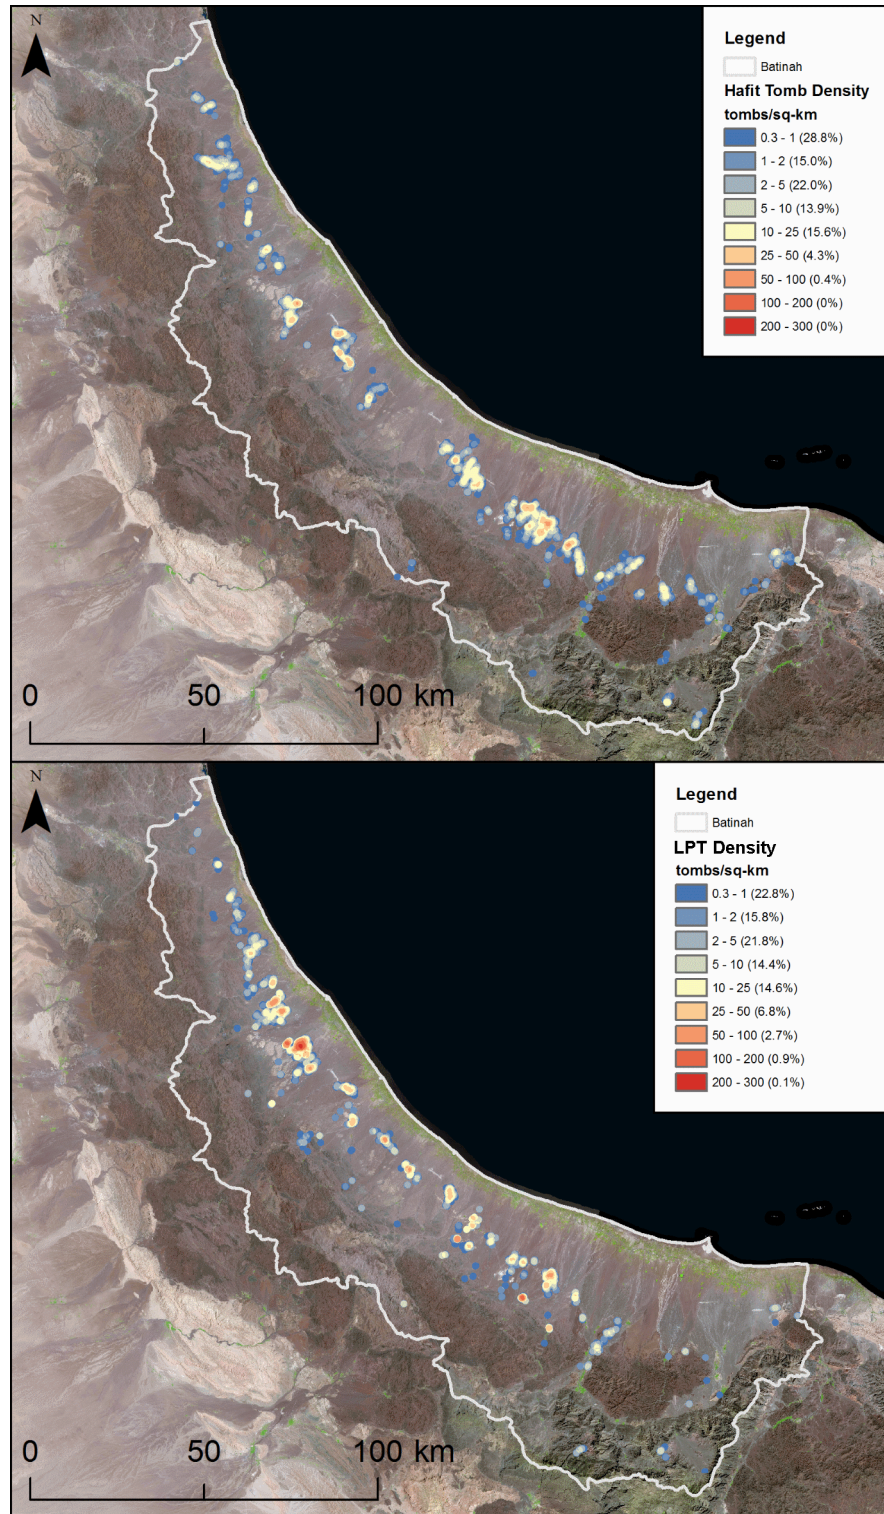 N
Legend
Batinah
Hafit Tomb Density
tombs/sq-km
0.3 - 1 (28.8%)
1 - 2 (15.0%)
2 - 5 (22.0%)
5 - 10 (13.9%)
10 - 25 (15.6%)
25 - 50 (4.3%)
50 - 100 (0.4%)
100 - 200 (0%)
200 - 300 (0%)
0 50 100 km
N
Legend
Batinah
LPT Density
tombs/sq-km
0.3 - 1 (22.8%)
1 - 2 (15.8%)
2 - 5 (21.8%)
5 - 10 (14.4%)
10 - 25 (14.6%)
25 - 50 (6.8%)
50 - 100 (2.7%)
100 - 200 (0.9%)
200 - 300 (0.1%)
0 50 100 km